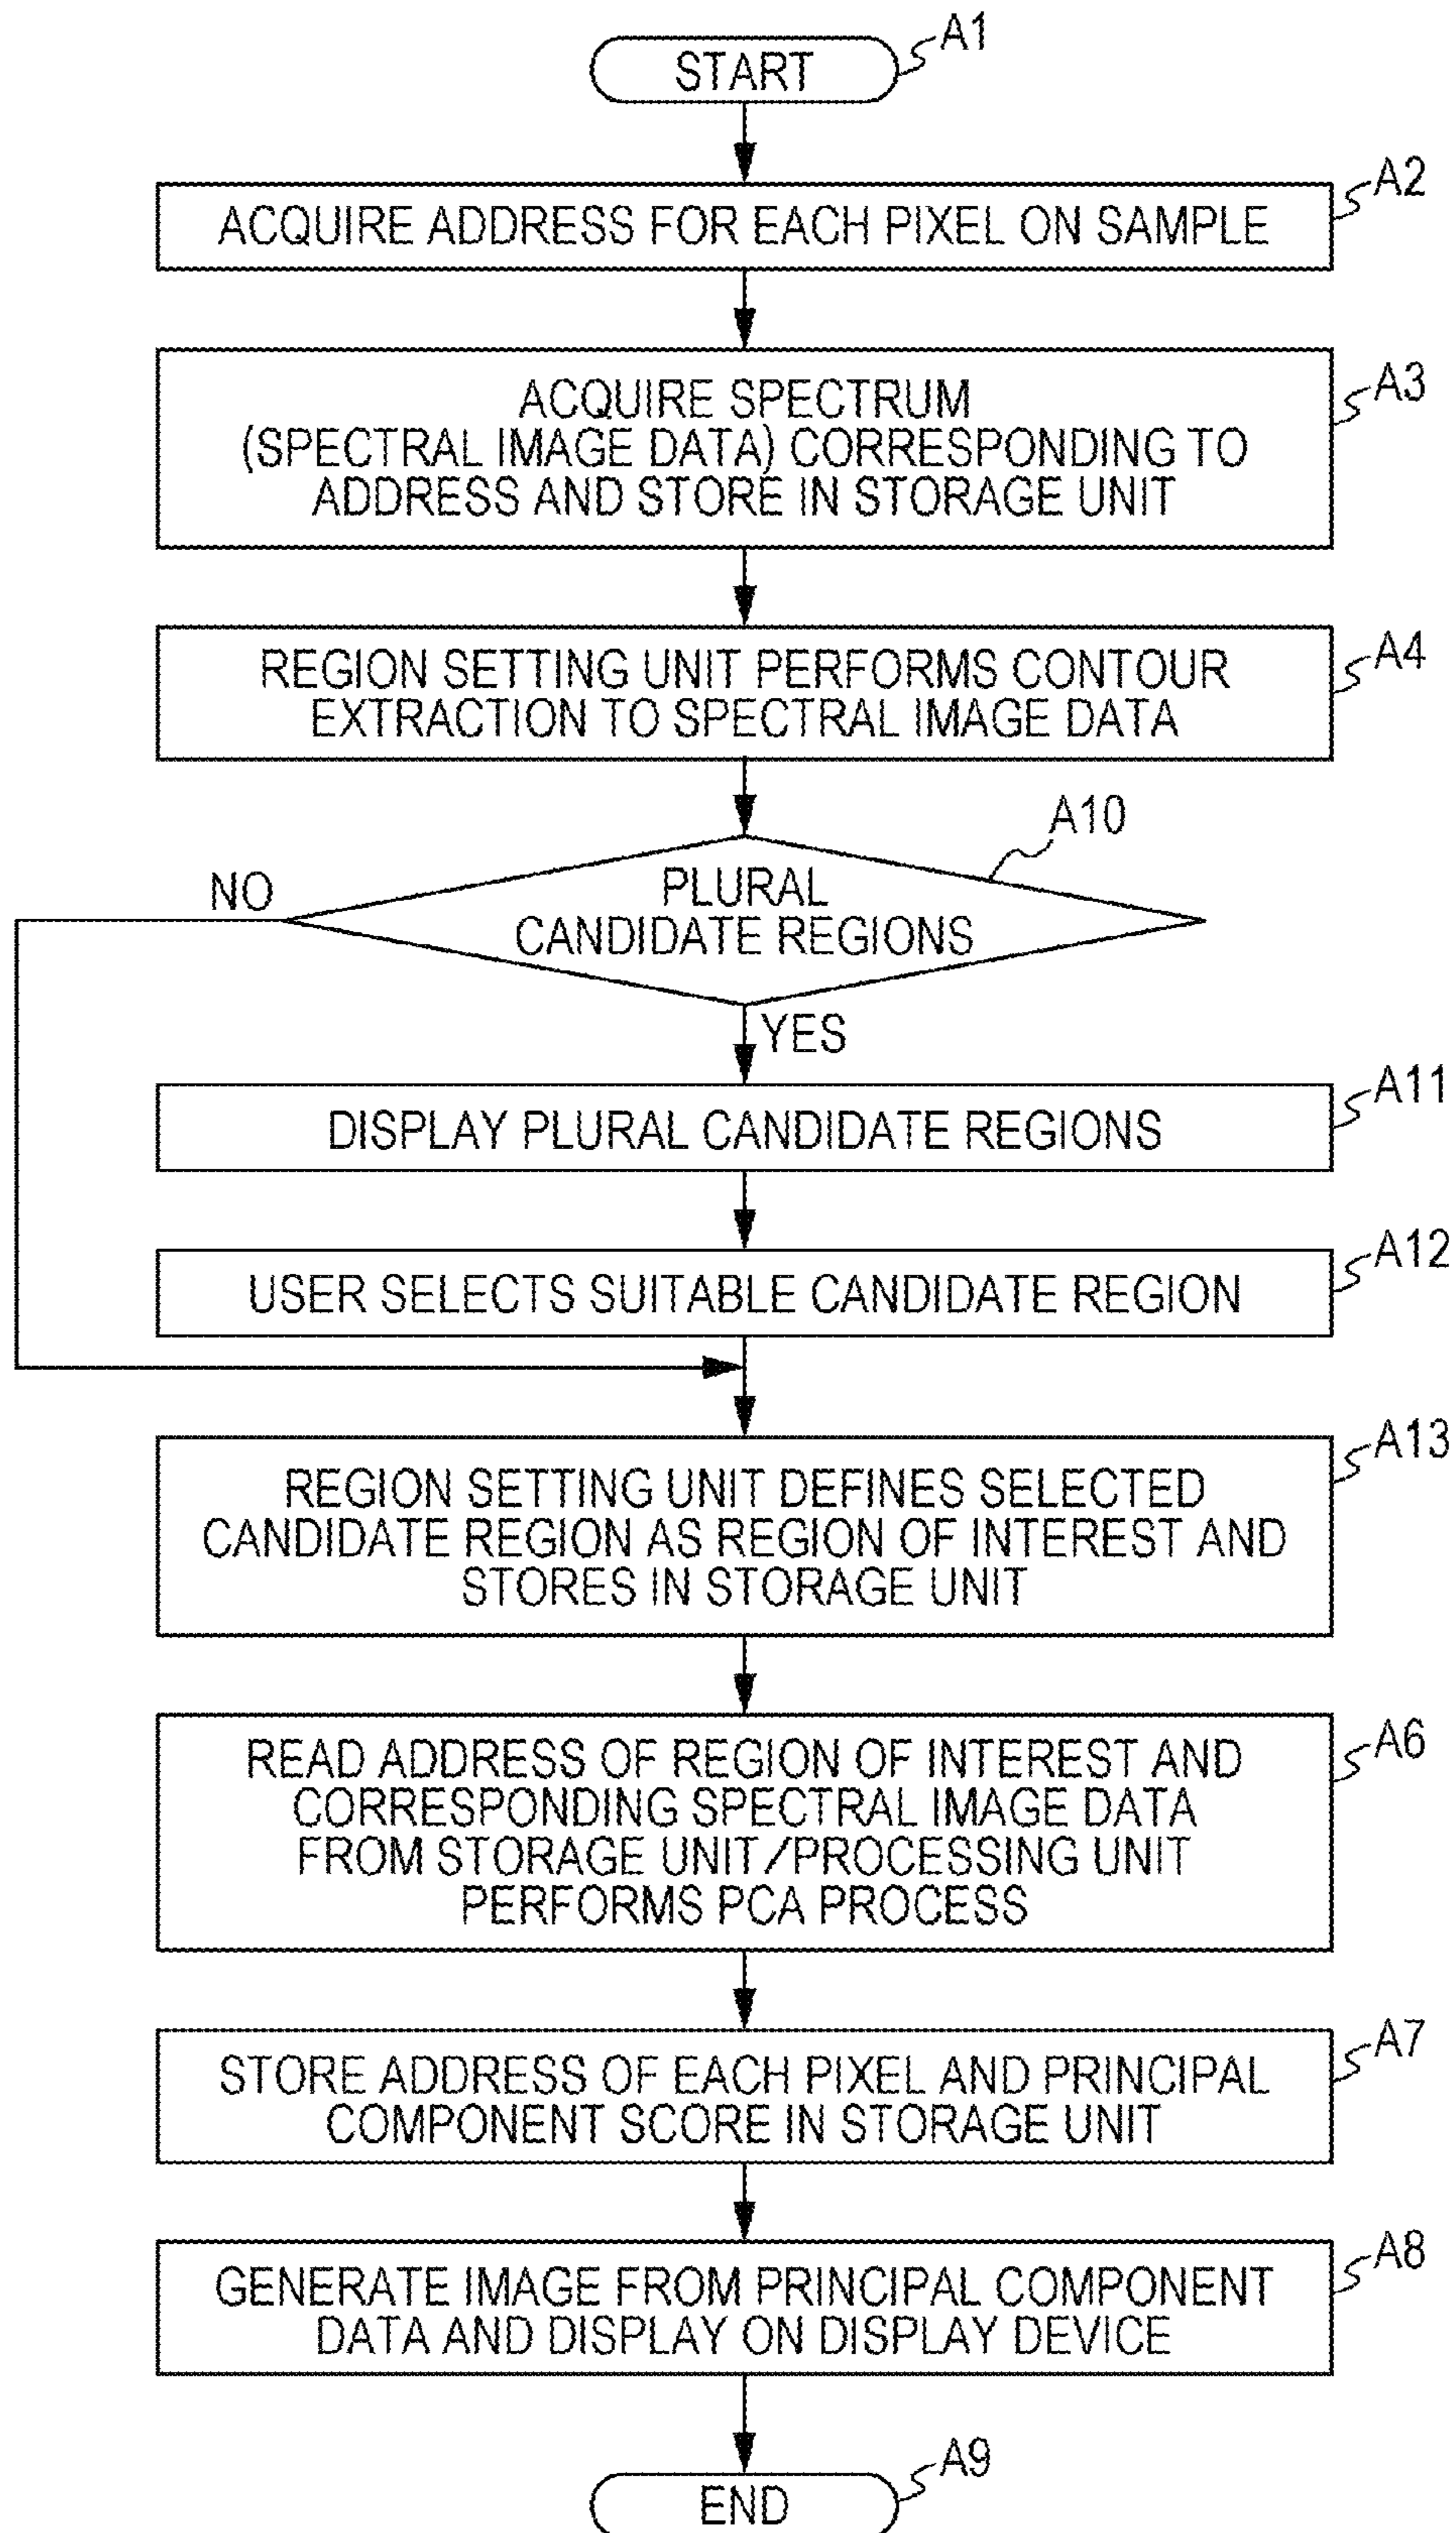 START
A1
ACQUIRE ADDRESS FOR EACH PIXEL ON SAMPLE
A2
ACQUIRE SPECTRUM
(SPECTRAL IMAGE DATA) CORRESPONDING TO
ADDRESS AND STORE IN STORAGE UNIT
A3
REGION SETTING UNIT PERFORMS CONTOUR
EXTRACTION TO SPECTRAL IMAGE DATA
A4
PLURAL
CANDIDATE REGIONS
A10
NO
YES
DISPLAY PLURAL CANDIDATE REGIONS
A11
USER SELECTS SUITABLE CANDIDATE REGION
A12
REGION SETTING UNIT DEFINES SELECTED
CANDIDATE REGION AS REGION OF INTEREST AND
STORES IN STORAGE UNIT
A13
READ ADDRESS OF REGION OF INTEREST AND
CORRESPONDING SPECTRAL IMAGE DATA
FROM STORAGE UNIT/PROCESSING UNIT
PERFORMS PCA PROCESS
A6
STORE ADDRESS OF EACH PIXEL AND PRINCIPAL
COMPONENT SCORE IN STORAGE UNIT
A7
GENERATE IMAGE FROM PRINCIPAL COMPONENT
DATA AND DISPLAY ON DISPLAY DEVICE
A8
END
A9